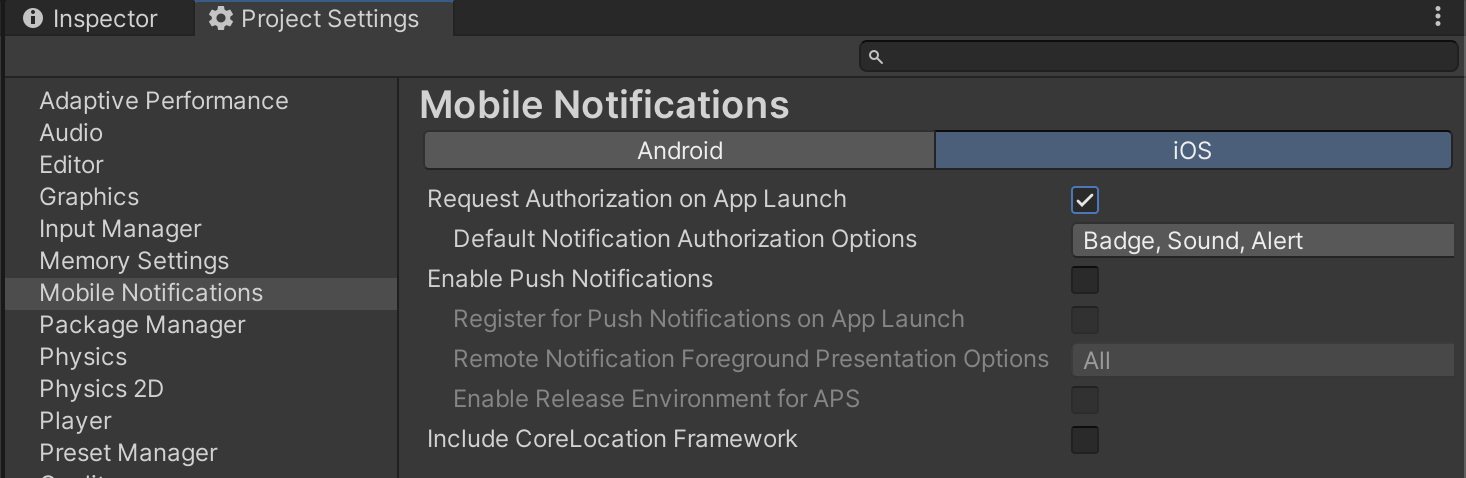 Inspector
Project Settings
Adaptive Performance
Audio
Editor
Graphics
Input Manager
Memory Settings
Mobile Notifications
Package Manager
Physics
Physics 2D
Player
Preset Manager
Mobile Notifications
Android
iOS
Request Authorization on App Launch
Default Notification Authorization Options
Badge, Sound, Alert
Enable Push Notifications
Register for Push Notifications on App Launch
Remote Notification Foreground Presentation Options
All
Enable Release Environment for APS
Include CoreLocation Framework